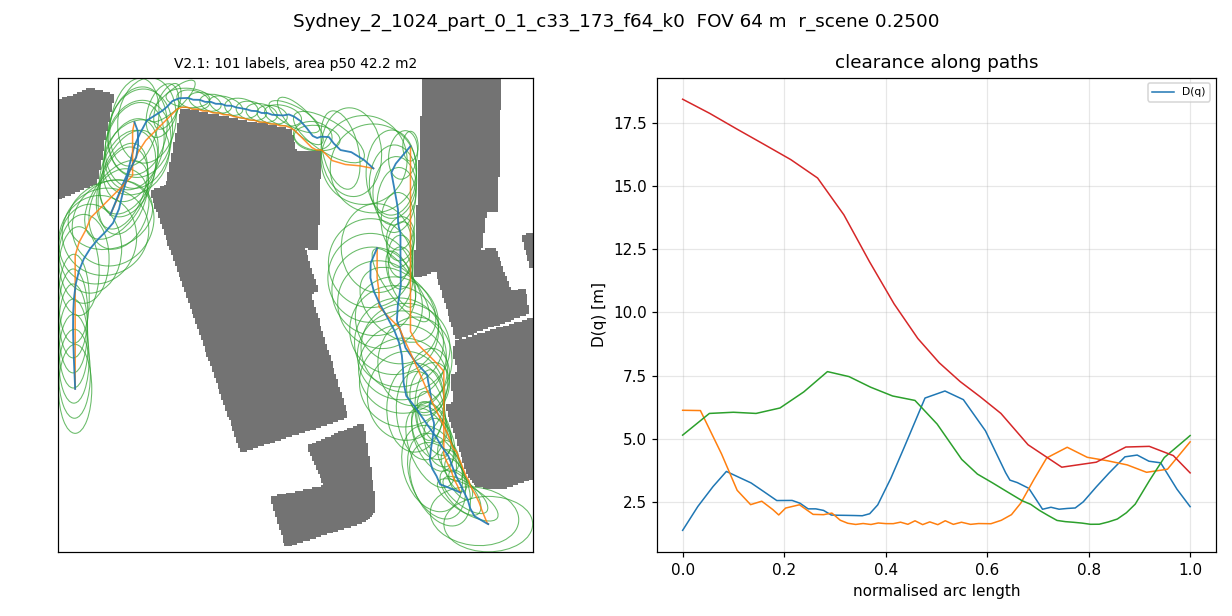 Sydney_2_1024_part_0_1_c33_173_f64_k0  FOV 64 m  r_scene 0.2500
V2.1: 101 labels, area p50 42.2 m2
clearance along paths
D(q)
17.5
15.0
12.5
10.0
7.5
5.0
2.5
D(q) [m]
0.0
0.2
0.4
0.6
0.8
1.0
normalised arc length